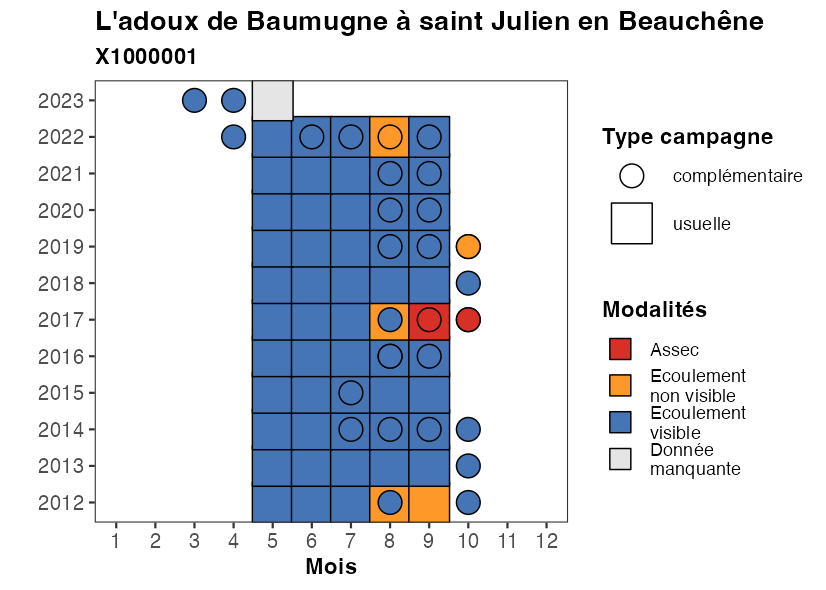 L'adoux de Baumugne à saint Julien en Beauchêne
X1000001
2023
2022
2021
2020
2019
2018
2017
2016
2015
2014
2013
2012
1 2 3 4 5 6 7 8 9 10 11 12
Mois
Type campagne
complémentaire
usuelle
Modalités
Assec
Ecoulement
non visible
Ecoulement
visible
Donnée
manquante